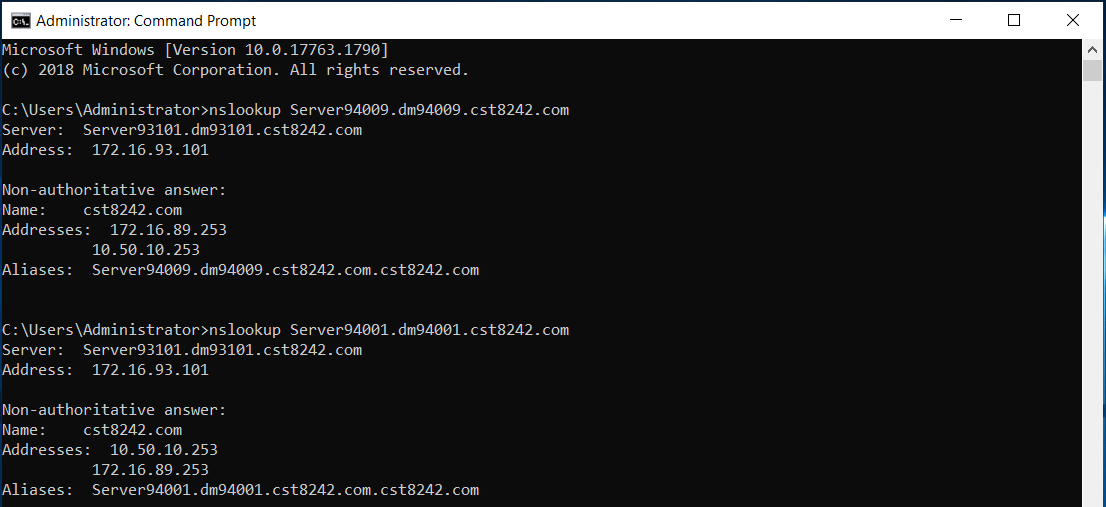 Administrator: Command Prompt
Microsoft Windows [Version 10.0.17763.1790]
(c) 2018 Microsoft Corporation. All rights reserved.
C:\Users\Administrator>nslookup Server94009.dm94009.cst8242.com
Server:  Server93101.dm93101.cst8242.com
Address:  172.16.93.101
Non-authoritative answer:
Name:    cst8242.com
Addresses:  172.16.89.253
10.50.10.253
Aliases:  Server94009.dm94009.cst8242.com.cst8242.com
C:\Users\Administrator>nslookup Server94001.dm94001.cst8242.com
Server:  Server93101.dm93101.cst8242.com
Address:  172.16.93.101
Non-authoritative answer:
Name:    cst8242.com
Addresses:  10.50.10.253
172.16.89.253
Aliases:  Server94001.dm94001.cst8242.com.cst8242.com